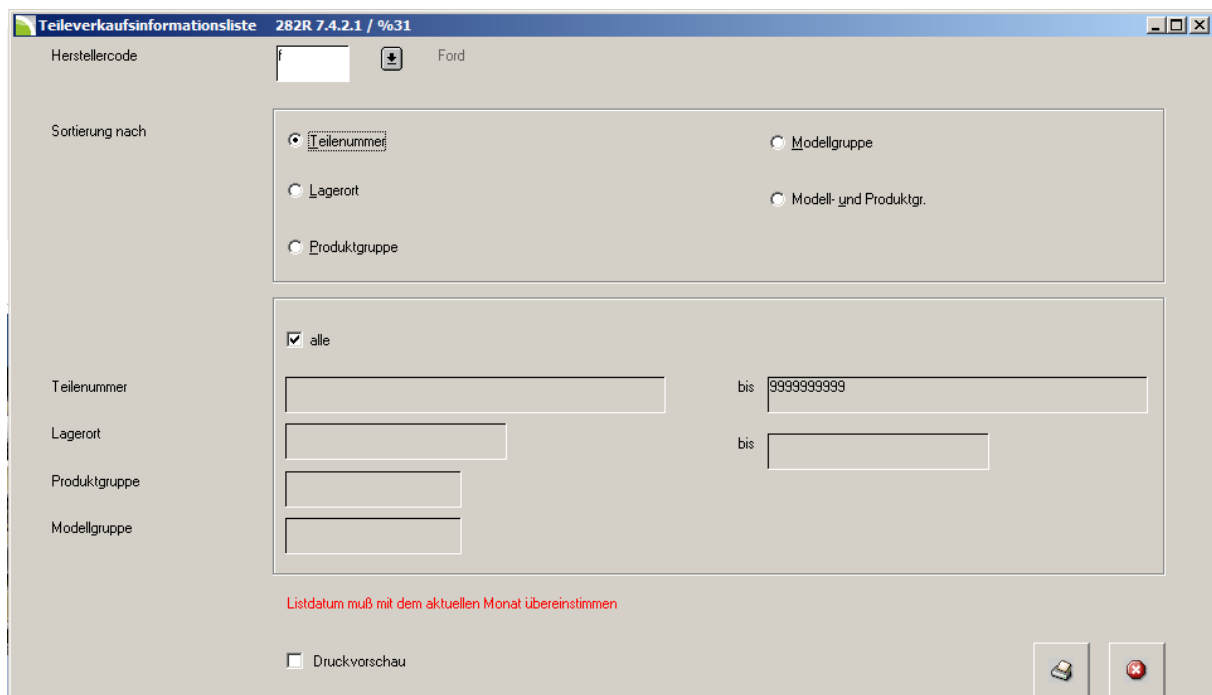 Teileverkaufsinformationsliste 282R 7.4.2.1 / %31
Herstellercode f Ford
Sortierung nach
Teilenummer Modellgruppe
Lagerort Modell- und Produktgr.
Produktgruppe
alle
Teilenummer bis 9999999999
Lagerort bis
Produktgruppe
Modellgruppe
Listdatum muß mit dem aktuellen Monat übereinstimmen
Druckvorschau